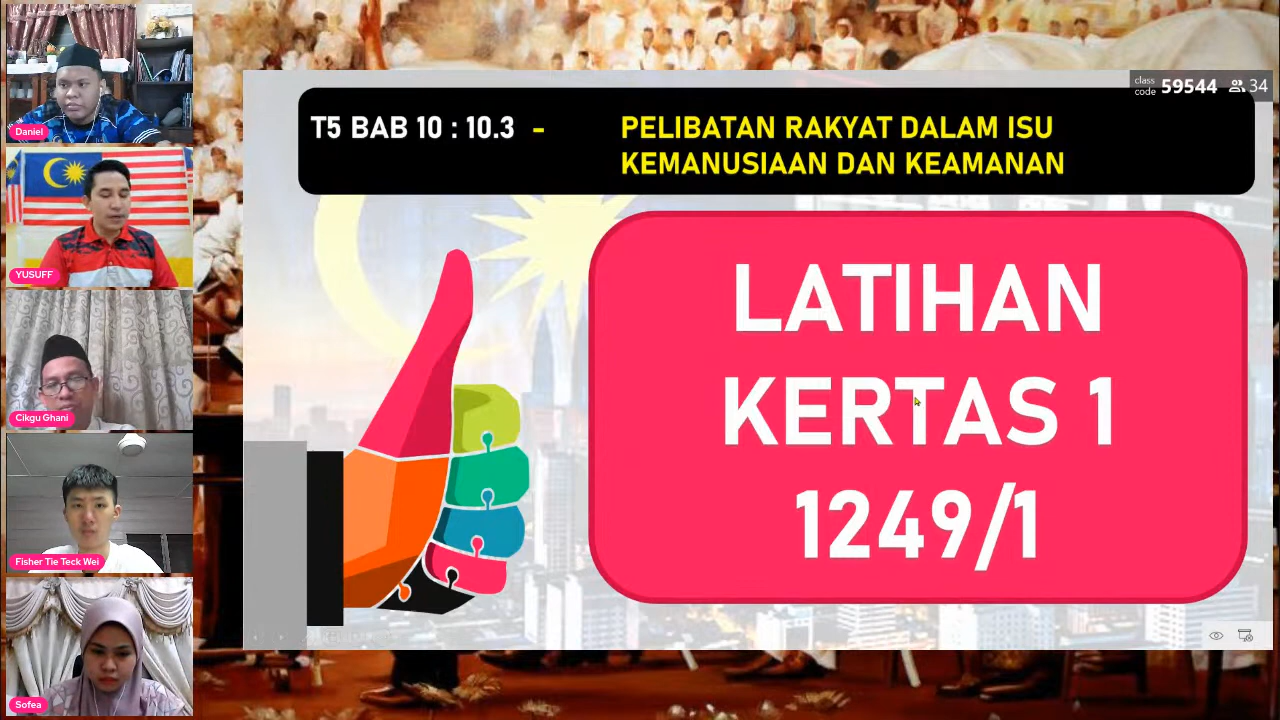 Daniel
YUSUFF
Cikgu Ghani
Fisher Tie Teck Wei
Sofea
class
code 59544 34
T5 BAB 10 : 10.3 - PELIBATAN RAKYAT DALAM ISU
KEMANUSIAAN DAN KEAMANAN
LATIHAN
KERTAS 1
1249/1